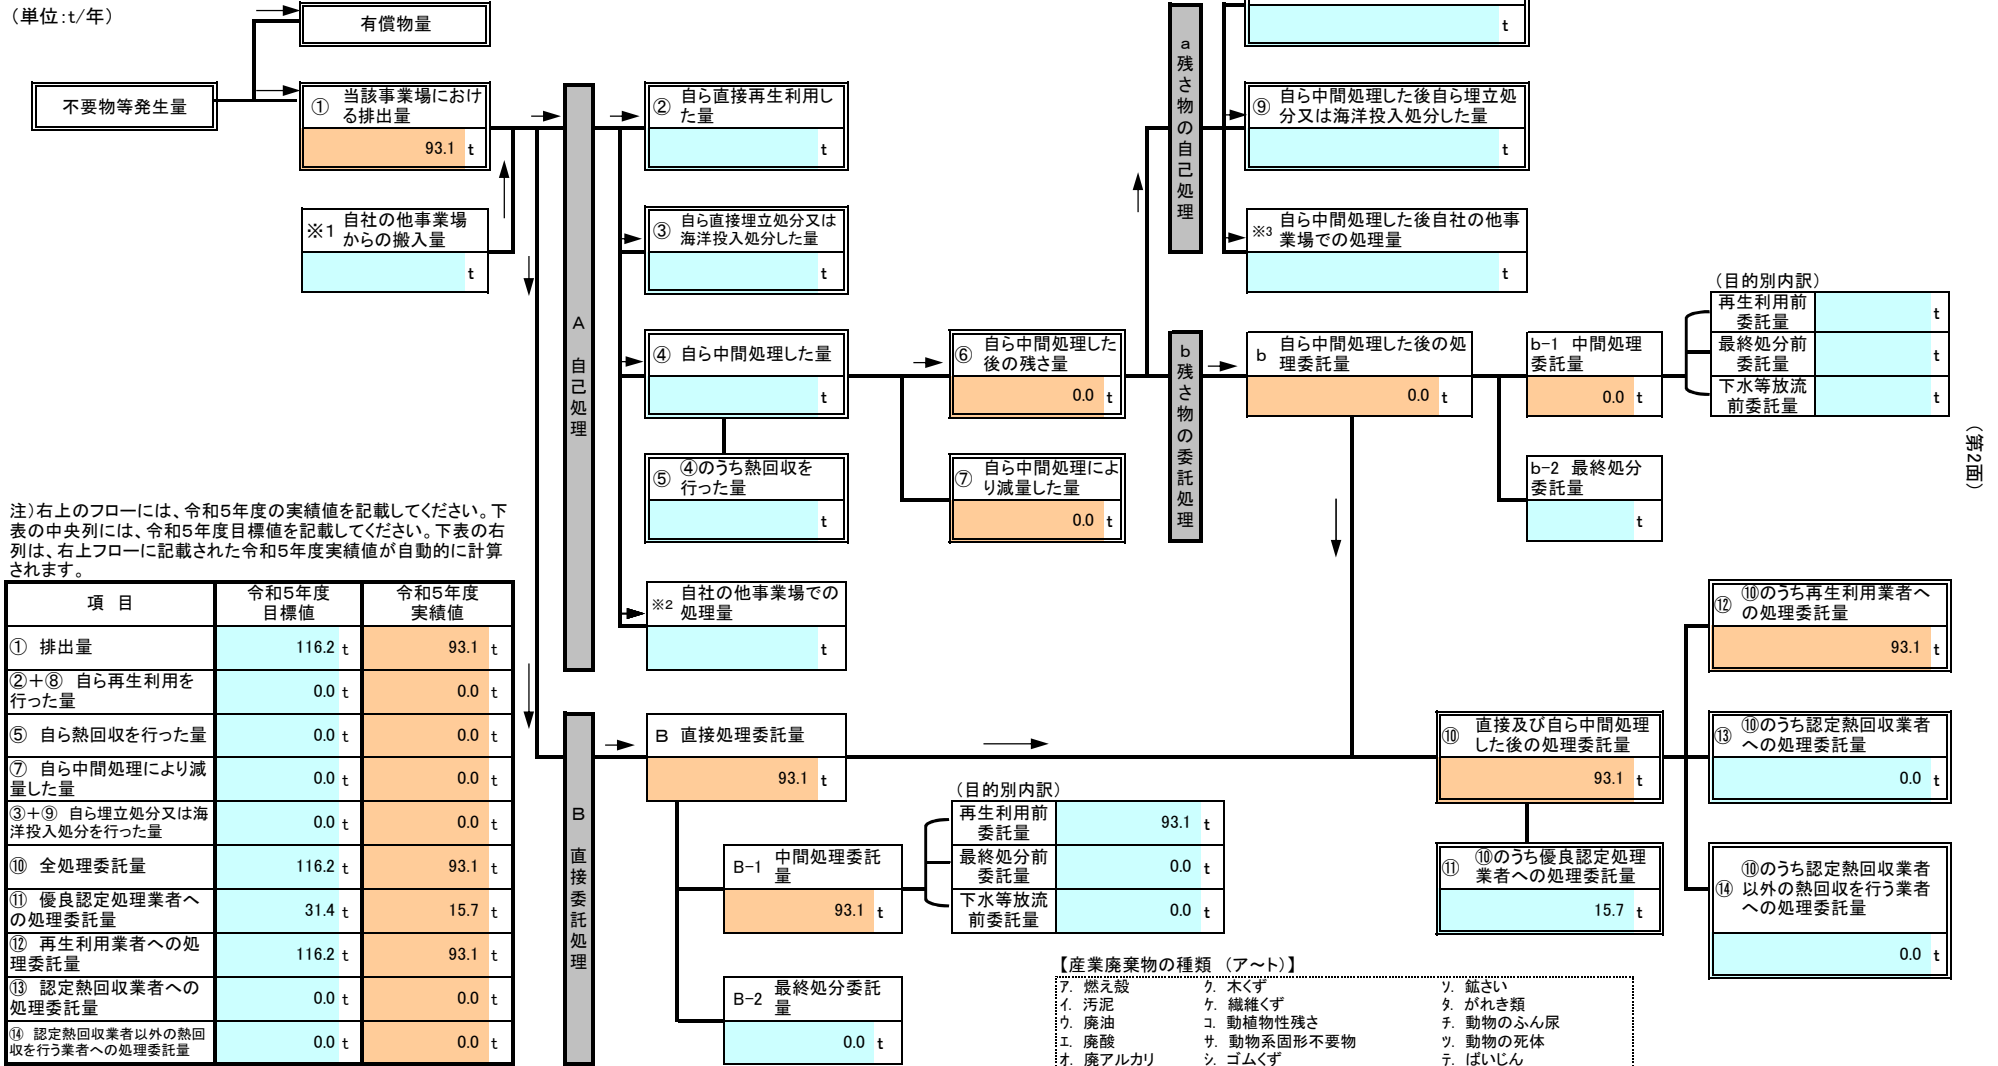 （単位：t/年）
有償物量
不要物等発生量
① 当該事業場におけ
る排出量
93.1 t
※1 自社の他事業場
からの搬入量
t
A 自己処理
② 自ら直接再生利用し
た量
t
③ 自ら直接埋立処分又は
海洋投入処分した量
t
④ 自ら中間処理した量
t
⑤ ④のうち熱回収を
行った量
t
※2 自社の他事業場での
処理量
t
⑥ 自ら中間処理した
後の残さ量
0.0 t
⑦ 自ら中間処理によ
り減量した量
0.0 t
a 残さ物の自己処理
t
⑨ 自ら中間処理した後自ら埋立処
分又は海洋投入処分した量
t
※3 自ら中間処理した後自社の他事
業場での処理量
t
b 残さ物の委託処理
b 自ら中間処理した後の処
理委託量
0.0 t
b-1 中間処理
委託量
0.0 t
b-2 最終処分
委託量
t
（目的別内訳）
再生利用前
委託量
t
最終処分前
委託量
t
下水等放流
前委託量
t
（第2面）
注）右上のフローには、令和5年度の実績値を記載してください。下
表の中央列には、令和5年度目標値を記載してください。下表の右
列は、右上フローに記載された令和5年度実績値が自動的に計算
されます。
項 目 令和5年度 目標値 令和5年度 実績値
① 排出量 116.2 t 93.1 t
②＋⑧ 自ら再生利用を
行った量 0.0 t 0.0 t
⑤ 自ら熱回収を行った量 0.0 t 0.0 t
⑦ 自ら中間処理により減
量した量 0.0 t 0.0 t
③＋⑨ 自ら埋立処分又は海
洋投入処分を行った量 0.0 t 0.0 t
⑩ 全処理委託量 116.2 t 93.1 t
⑪ 優良認定処理業者へ
の処理委託量 31.4 t 15.7 t
⑫ 再生利用業者への処
理委託量 116.2 t 93.1 t
⑬ 認定熱回収業者への
処理委託量 0.0 t 0.0 t
⑭ 認定熱回収業者以外の熱回
収を行う業者への処理委託量 0.0 t 0.0 t
B 直接委託処理
B 直接処理委託量
93.1 t
B-1 中間処理委託
量
93.1 t
B-2 最終処分委託
量
0.0 t
（目的別内訳）
再生利用前
委託量
93.1 t
最終処分前
委託量
0.0 t
下水等放流
前委託量
0.0 t
⑩ 直接及び自ら中間処理
した後の処理委託量
93.1 t
⑪ ⑩のうち優良認定処理
業者への処理委託量
15.7 t
⑫ ⑩のうち再生利用業者へ
の処理委託量
93.1 t
⑬ ⑩のうち認定熱回収業者
への処理委託量
0.0 t
⑭ ⑩のうち認定熱回収業者
以外の熱回収を行う業者
への処理委託量
0.0 t
【産業廃棄物の種類 （ア～ト）】
ア. 燃え殻 ク. 木くず ソ. 鉱さい
イ. 汚泥 ケ. 繊維くず タ. がれき類
ウ. 廃油 コ. 動植物性残さ チ. 動物のふん尿
エ. 廃酸 サ. 動物系固形不要物 ツ. 動物の死体
オ. 廃アルカリ シ. ゴムくず テ. ばいじん